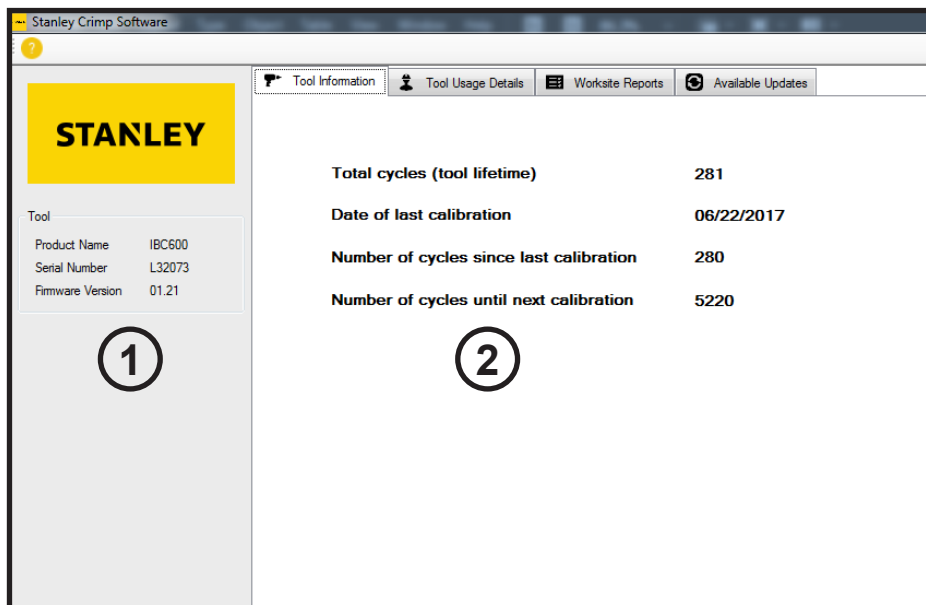 Stanley Crimp Software
?
Tool Information Tool Usage Details Worksite Reports Available Updates
STANLEY
Tool
Product Name IBC600
Serial Number L32073
Firmware Version 01.21
Total cycles (tool lifetime) 281
Date of last calibration 06/22/2017
Number of cycles since last calibration 280
Number of cycles until next calibration 5220
1
2